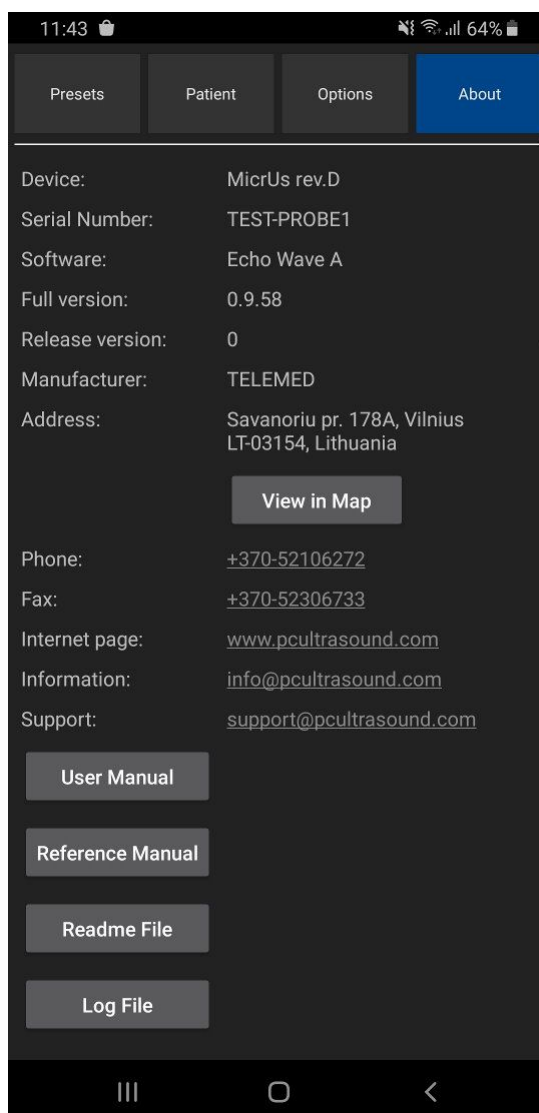 11:43 64%
Presets Patient Options About
Device: MicrUs rev.D
Serial Number: TEST-PROBE1
Software: Echo Wave A
Full version: 0.9.58
Release version: 0
Manufacturer: TELEMED
Address: Savanoriu pr. 178A, Vilnius
LT-03154, Lithuania
View in Map
Phone: +370-52106272
Fax: +370-52306733
Internet page: www.pcultrasound.com
Information: info@pcultrasound.com
Support: support@pcultrasound.com
User Manual
Reference Manual
Readme File
Log File